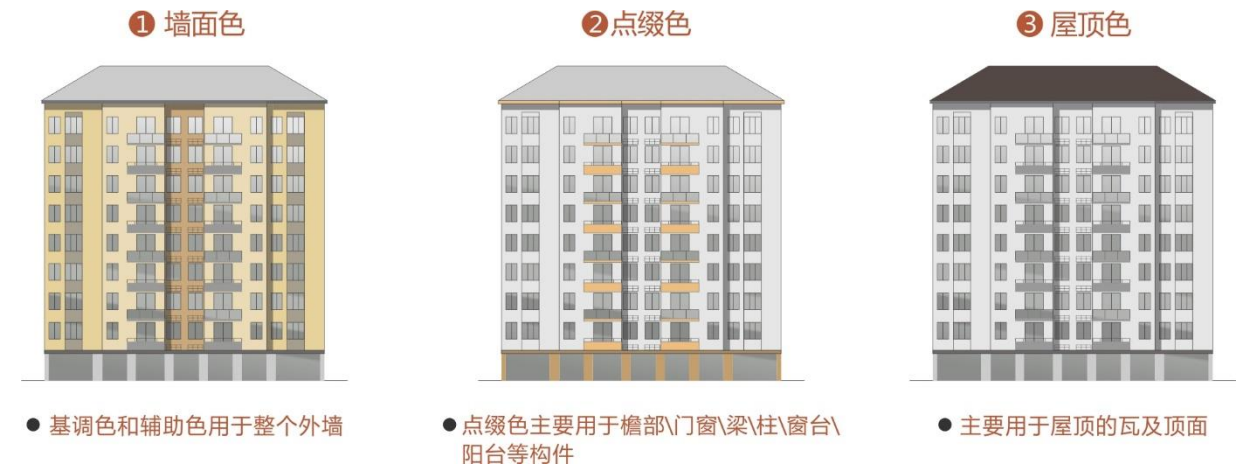 ❶ 墙面色
❷点缀色
❸ 屋顶色
● 基调色和辅助色用于整个外墙
● 点缀色主要用于檐部\门窗\梁\柱\窗台\
阳台等构件
● 主要用于屋顶的瓦及顶面